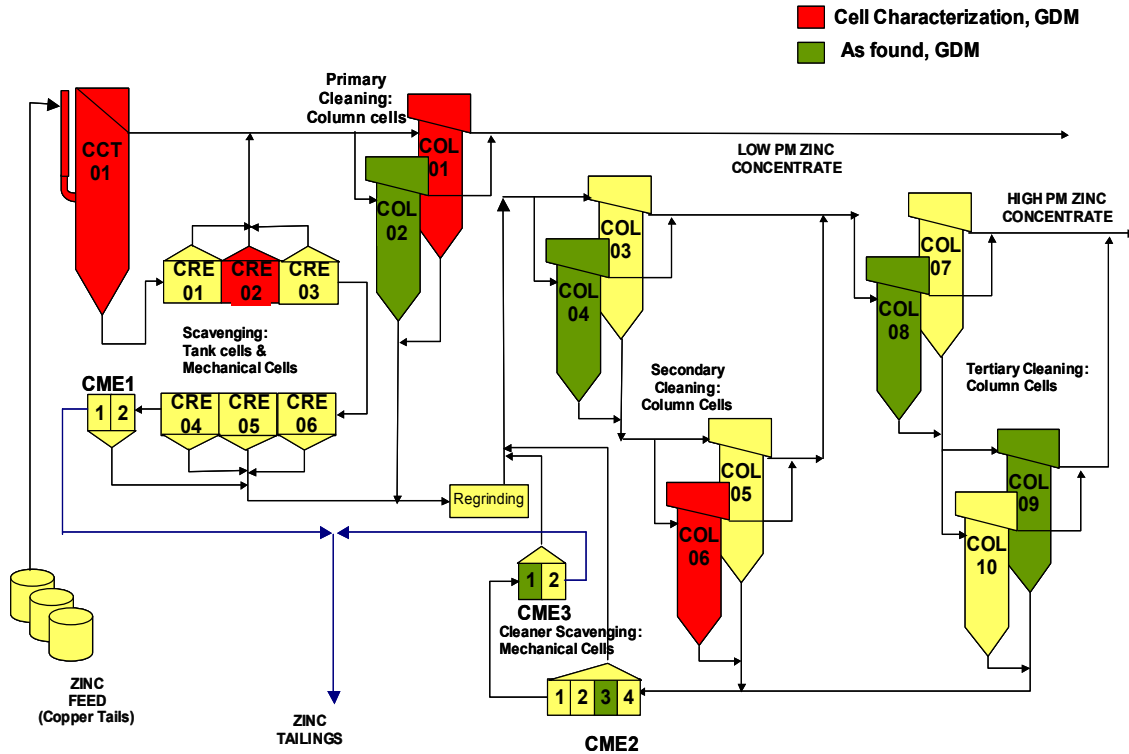 Cell Characterization, GDM
As found, GDM
Primary
Cleaning:
Column cells
CCT
01
COL
01
COL
02
LOW PM ZINC
CONCENTRATE
HIGH PM ZINC
CONCENTRATE
COL
03
COL
04
COL
07
COL
08
CRE
01
CRE
02
CRE
03
Scavenging:
Tank cells &
Mechanical Cells
CME1
1 2
CRE
04
CRE
05
CRE
06
Regrinding
Secondary
Cleaning:
Column Cells
COL
05
COL
06
Tertiary Cleaning:
Column Cells
COL
09
COL
10
1 2
CME3
Cleaner Scavenging:
Mechanical Cells
1 2 3 4
CME2
ZINC
FEED
(Copper Tails)
ZINC
TAILINGS